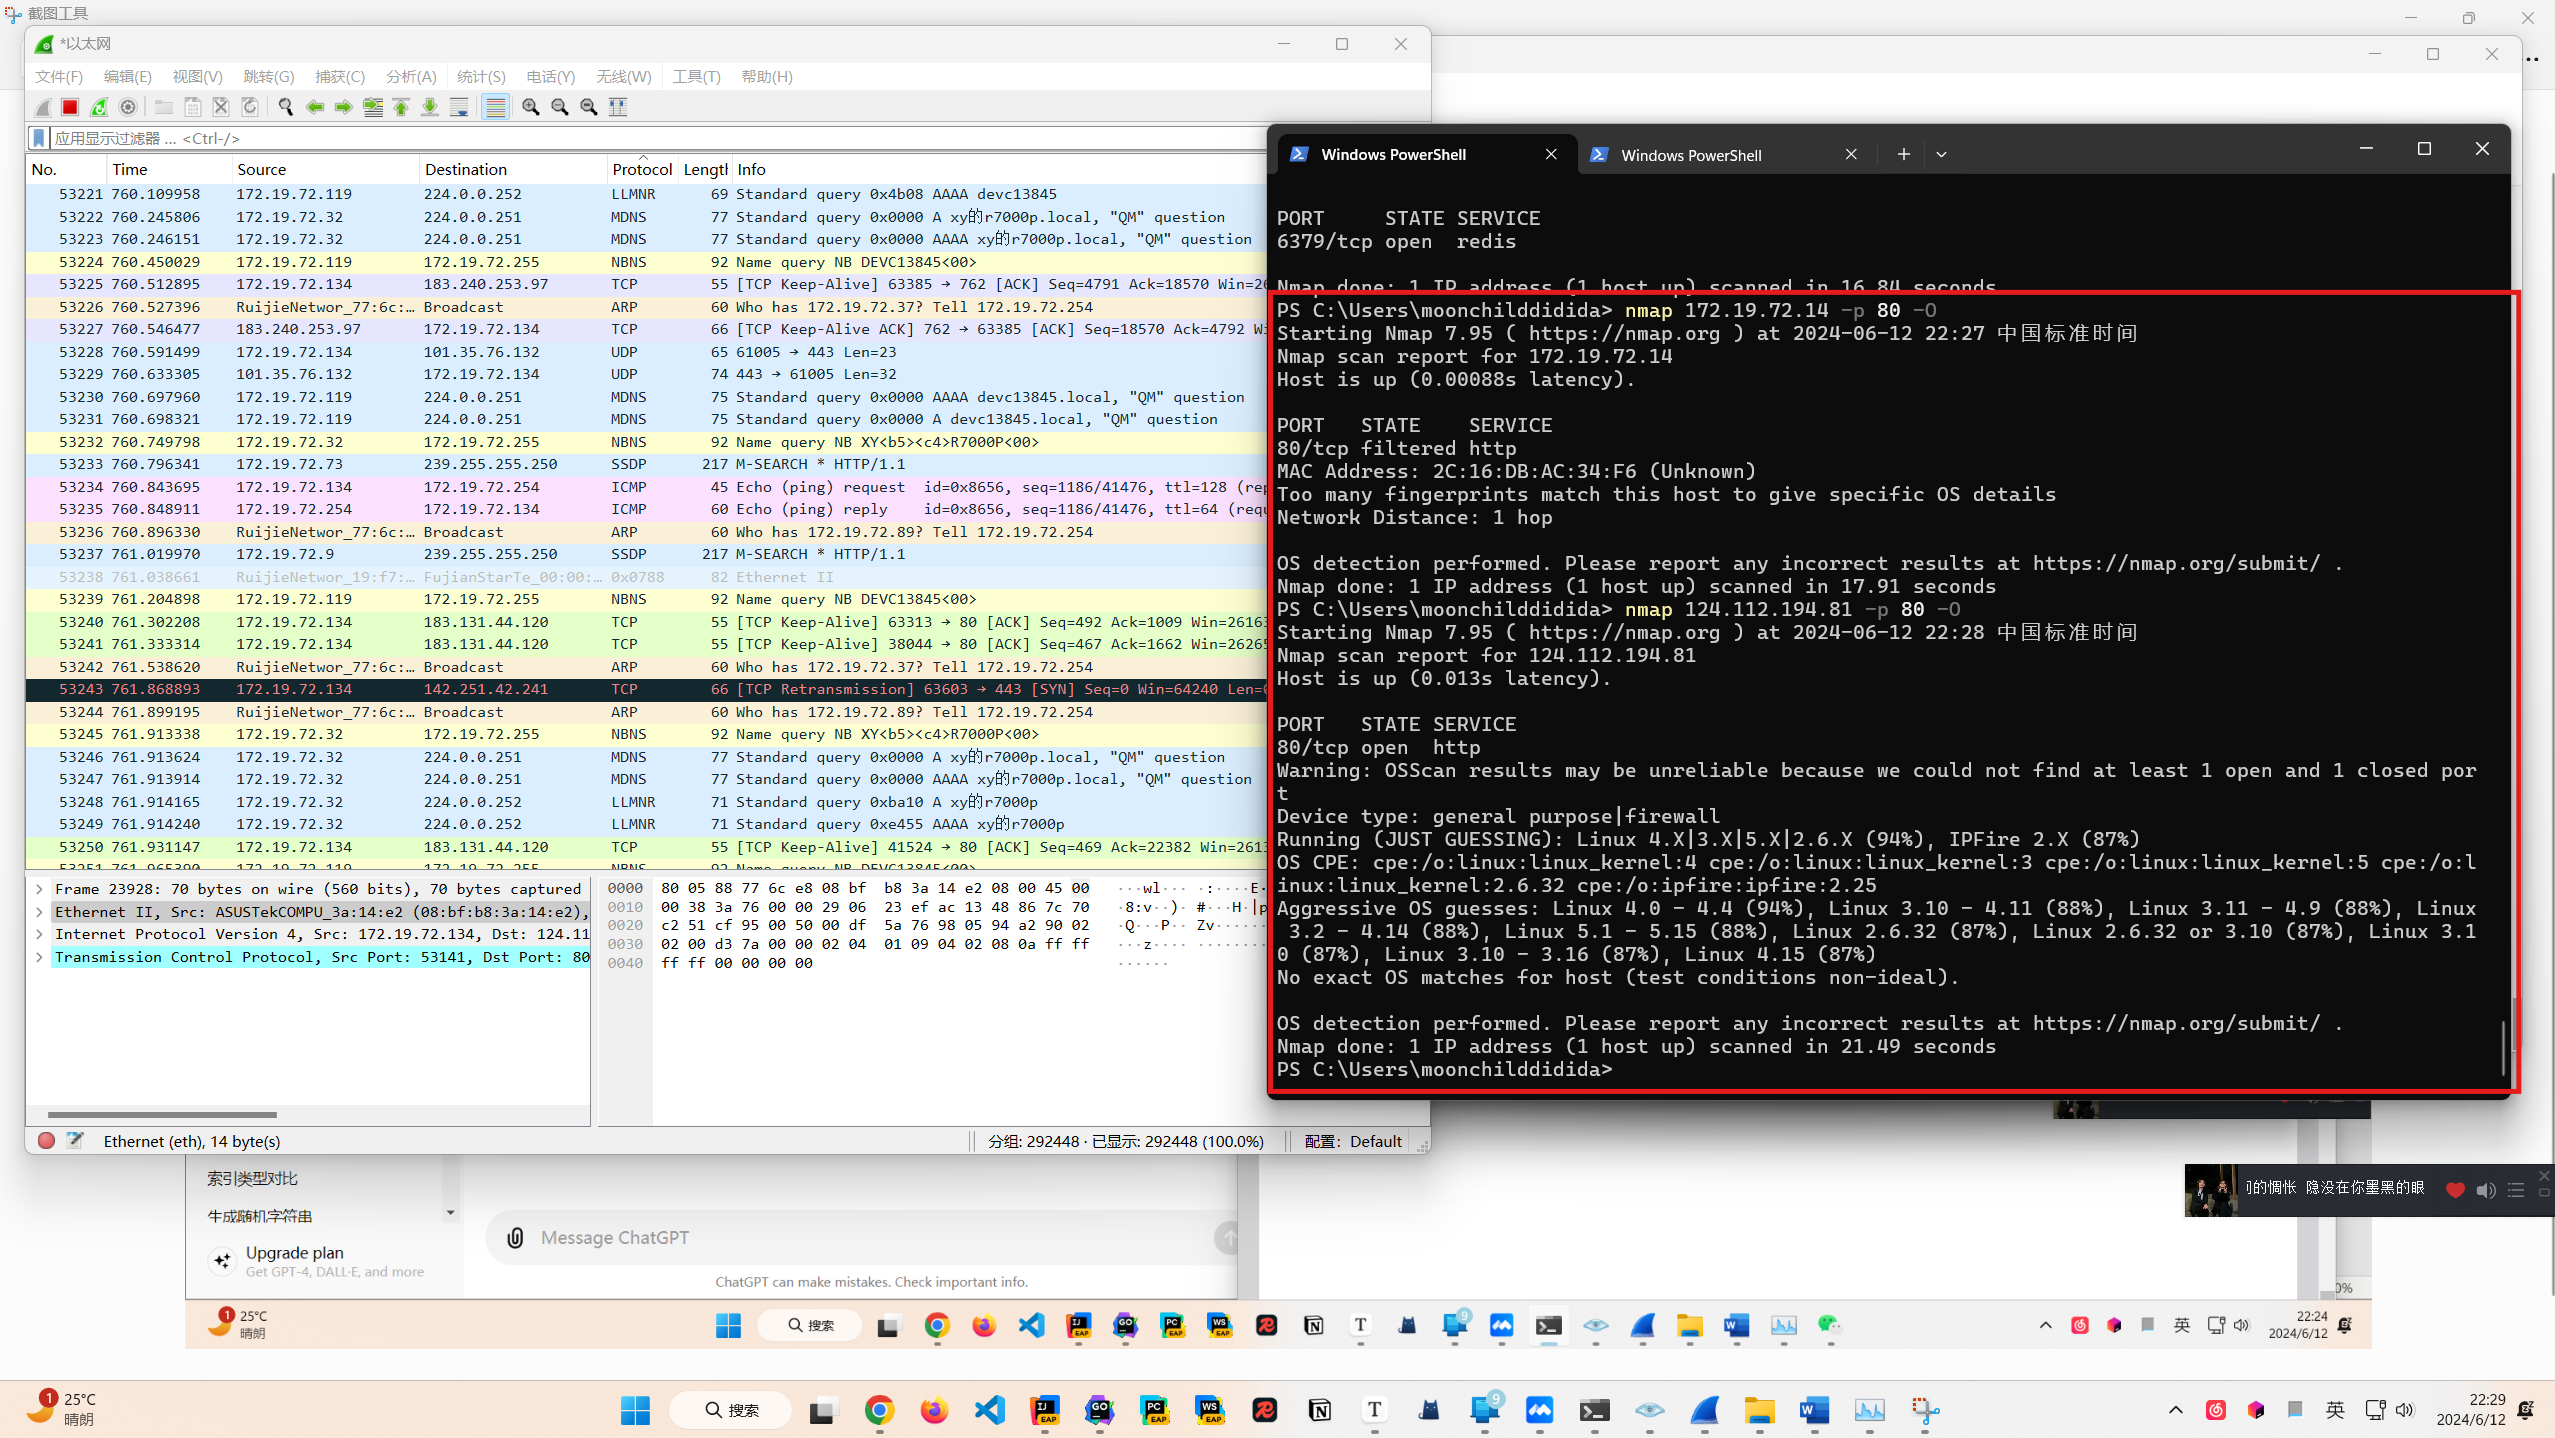 截图工具
*以太网
文件(F) 编辑(E) 视图(V) 跳转(G) 捕获(C) 分析(A) 统计(S) 电话(Y) 无线(W) 工具(T) 帮助(H)
应用显示过滤器 … <Ctrl-/>
No. Time Source Destination Protocol Length Info
53221 760.109958 172.19.72.119 224.0.0.252 LLMNR 69 Standard query 0x4b08 AAAA devc13845
53222 760.245806 172.19.72.32 224.0.0.251 MDNS 77 Standard query 0x0000 A xy的r7000p.local, "QM" question
53223 760.246151 172.19.72.32 224.0.0.251 MDNS 77 Standard query 0x0000 AAAA xy的r7000p.local, "QM" question
53224 760.450029 172.19.72.119 172.19.72.255 NBNS 92 Name query NB DEVC13845<00>
53225 760.512895 172.19.72.134 183.240.253.97 TCP 55 [TCP Keep-Alive] 63385 → 762 [ACK] Seq=4791 Ack=18570 Win=26
53226 760.527396 RuijieNetwor_77:6c:… Broadcast ARP 60 Who has 172.19.72.37? Tell 172.19.72.254
53227 760.546477 183.240.253.97 172.19.72.134 TCP 66 [TCP Keep-Alive ACK] 762 → 63385 [ACK] Seq=18570 Ack=4792 Wi
53228 760.591499 172.19.72.134 101.35.76.132 UDP 65 61005 → 443 Len=23
53229 760.633305 101.35.76.132 172.19.72.134 UDP 74 443 → 61005 Len=32
53230 760.697960 172.19.72.119 224.0.0.251 MDNS 75 Standard query 0x0000 AAAA devc13845.local, "QM" question
53231 760.698321 172.19.72.119 224.0.0.251 MDNS 75 Standard query 0x0000 A devc13845.local, "QM" question
53232 760.749798 172.19.72.32 172.19.72.255 NBNS 92 Name query NB XY<b5><c4>R7000P<00>
53233 760.796341 172.19.72.73 239.255.255.250 SSDP 217 M-SEARCH * HTTP/1.1
53234 760.843695 172.19.72.134 172.19.72.254 ICMP 45 Echo (ping) request id=0x8656, seq=1186/41476, ttl=128 (rep
53235 760.848911 172.19.72.254 172.19.72.134 ICMP 60 Echo (ping) reply id=0x8656, seq=1186/41476, ttl=64 (requ
53236 760.896330 RuijieNetwor_77:6c:… Broadcast ARP 60 Who has 172.19.72.89? Tell 172.19.72.254
53237 761.019970 172.19.72.9 239.255.255.250 SSDP 217 M-SEARCH * HTTP/1.1
53238 761.038661 RuijieNetwor_19:f7:… FujianStarTe_00:00:… 0x0788 82 Ethernet II
53239 761.204898 172.19.72.119 172.19.72.255 NBNS 92 Name query NB DEVC13845<00>
53240 761.302208 172.19.72.134 183.131.44.120 TCP 55 [TCP Keep-Alive] 63313 → 80 [ACK] Seq=492 Ack=1009 Win=26163
53241 761.333314 172.19.72.134 183.131.44.120 TCP 55 [TCP Keep-Alive] 38044 → 80 [ACK] Seq=467 Ack=1662 Win=26265
53242 761.538620 RuijieNetwor_77:6c:… Broadcast ARP 60 Who has 172.19.72.37? Tell 172.19.72.254
53243 761.868893 172.19.72.134 142.251.42.241 TCP 66 [TCP Retransmission] 63603 → 443 [SYN] Seq=0 Win=64240 Len=0
53244 761.899195 RuijieNetwor_77:6c:… Broadcast ARP 60 Who has 172.19.72.89? Tell 172.19.72.254
53245 761.913338 172.19.72.32 172.19.72.255 NBNS 92 Name query NB XY<b5><c4>R7000P<00>
53246 761.913624 172.19.72.32 224.0.0.251 MDNS 77 Standard query 0x0000 A xy的r7000p.local, "QM" question
53247 761.913914 172.19.72.32 224.0.0.251 MDNS 77 Standard query 0x0000 AAAA xy的r7000p.local, "QM" question
53248 761.914165 172.19.72.32 224.0.0.252 LLMNR 71 Standard query 0xba10 A xy的r7000p
53249 761.914240 172.19.72.32 224.0.0.252 LLMNR 71 Standard query 0xe455 AAAA xy的r7000p
53250 761.931147 172.19.72.134 183.131.44.120 TCP 55 [TCP Keep-Alive] 41524 → 80 [ACK] Seq=469 Ack=22382 Win=2613
Frame 23928: 70 bytes on wire (560 bits), 70 bytes captured
Ethernet II, Src: ASUSTekCOMPU_3a:14:e2 (08:bf:b8:3a:14:e2),
Internet Protocol Version 4, Src: 172.19.72.134, Dst: 124.11
Transmission Control Protocol, Src Port: 53141, Dst Port: 80
0000 80 05 88 77 6c e8 08 bf b8 3a 14 e2 08 00 45 00 ···wl··· ·:····E·
0010 00 38 3a 76 00 00 29 06 23 ef ac 13 48 86 7c 70 ·8:v··)· #···H·|p
0020 c2 51 cf 95 00 50 00 df 5a 76 98 05 94 a2 90 02 ·Q···P·· Zv······
0030 02 00 d3 7a 00 00 02 04 01 09 04 02 08 0a ff ff ···z···· ········
0040 ff ff 00 00 00 00 ······
Ethernet (eth), 14 byte(s) 分组: 292448 · 已显示: 292448 (100.0%) 配置: Default
Windows PowerShell Windows PowerShell
PORT STATE SERVICE
6379/tcp open redis
Nmap done: 1 IP address (1 host up) scanned in 16.84 seconds
PS C:\Users\moonchilddidida> nmap 172.19.72.14 -p 80 -O
Starting Nmap 7.95 ( https://nmap.org ) at 2024-06-12 22:27 中国标准时间
Nmap scan report for 172.19.72.14
Host is up (0.00088s latency).
PORT STATE SERVICE
80/tcp filtered http
MAC Address: 2C:16:DB:AC:34:F6 (Unknown)
Too many fingerprints match this host to give specific OS details
Network Distance: 1 hop
OS detection performed. Please report any incorrect results at https://nmap.org/submit/ .
Nmap done: 1 IP address (1 host up) scanned in 17.91 seconds
PS C:\Users\moonchilddidida> nmap 124.112.194.81 -p 80 -O
Starting Nmap 7.95 ( https://nmap.org ) at 2024-06-12 22:28 中国标准时间
Nmap scan report for 124.112.194.81
Host is up (0.013s latency).
PORT STATE SERVICE
80/tcp open http
Warning: OSScan results may be unreliable because we could not find at least 1 open and 1 closed por
t
Device type: general purpose|firewall
Running (JUST GUESSING): Linux 4.X|3.X|5.X|2.6.X (94%), IPFire 2.X (87%)
OS CPE: cpe:/o:linux:linux_kernel:4 cpe:/o:linux:linux_kernel:3 cpe:/o:linux:linux_kernel:5 cpe:/o:l
inux:linux_kernel:2.6.32 cpe:/o:ipfire:ipfire:2.25
Aggressive OS guesses: Linux 4.0 - 4.4 (94%), Linux 3.10 - 4.11 (88%), Linux 3.11 - 4.9 (88%), Linux
3.2 - 4.14 (88%), Linux 5.1 - 5.15 (88%), Linux 2.6.32 (87%), Linux 2.6.32 or 3.10 (87%), Linux 3.1
0 (87%), Linux 3.10 - 3.16 (87%), Linux 4.15 (87%)
No exact OS matches for host (test conditions non-ideal).
OS detection performed. Please report any incorrect results at https://nmap.org/submit/ .
Nmap done: 1 IP address (1 host up) scanned in 21.49 seconds
PS C:\Users\moonchilddidida>
的惆怅 隐没在你墨黑的眼
索引类型对比
生成随机字符串
Upgrade plan
Get GPT-4, DALL·E, and more
Message ChatGPT
ChatGPT can make mistakes. Check important info.
0%
1 25°C
晴朗
搜索
9
英
22:24
2024/6/12
1 25°C
晴朗
搜索
9
英
22:29
2024/6/12